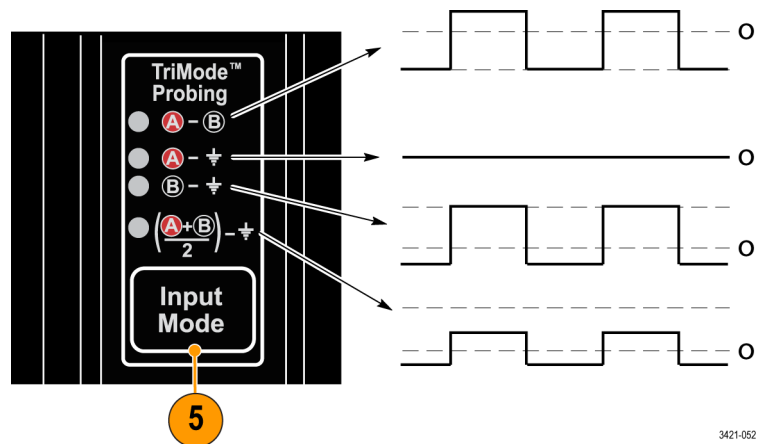 TriMode™
Probing
A - B
A - ⏚
B - ⏚
(A+B / 2) - ⏚
Input
Mode
5
O
O
O
O
3421-052